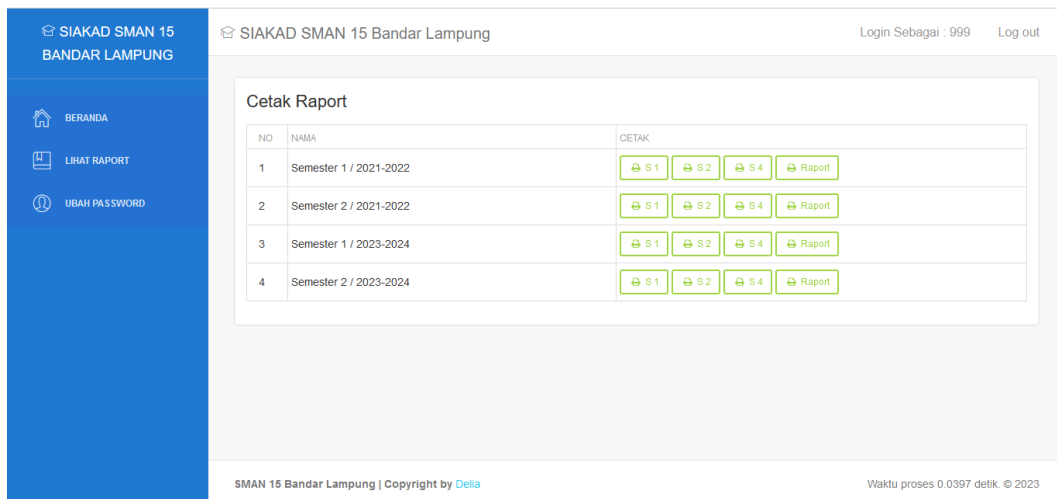 SIAKAD SMAN 15
BANDAR LAMPUNG
BERANDA
LIHAT RAPORT
UBAH PASSWORD
SIAKAD SMAN 15 Bandar Lampung
Login Sebagai : 999 Log out
Cetak Raport
NO NAMA CETAK
1 Semester 1 / 2021-2022 S 1 S 2 S 4 Raport
2 Semester 2 / 2021-2022 S 1 S 2 S 4 Raport
3 Semester 1 / 2023-2024 S 1 S 2 S 4 Raport
4 Semester 2 / 2023-2024 S 1 S 2 S 4 Raport
SMAN 15 Bandar Lampung | Copyright by Delia
Waktu proses 0.0397 detik. © 2023